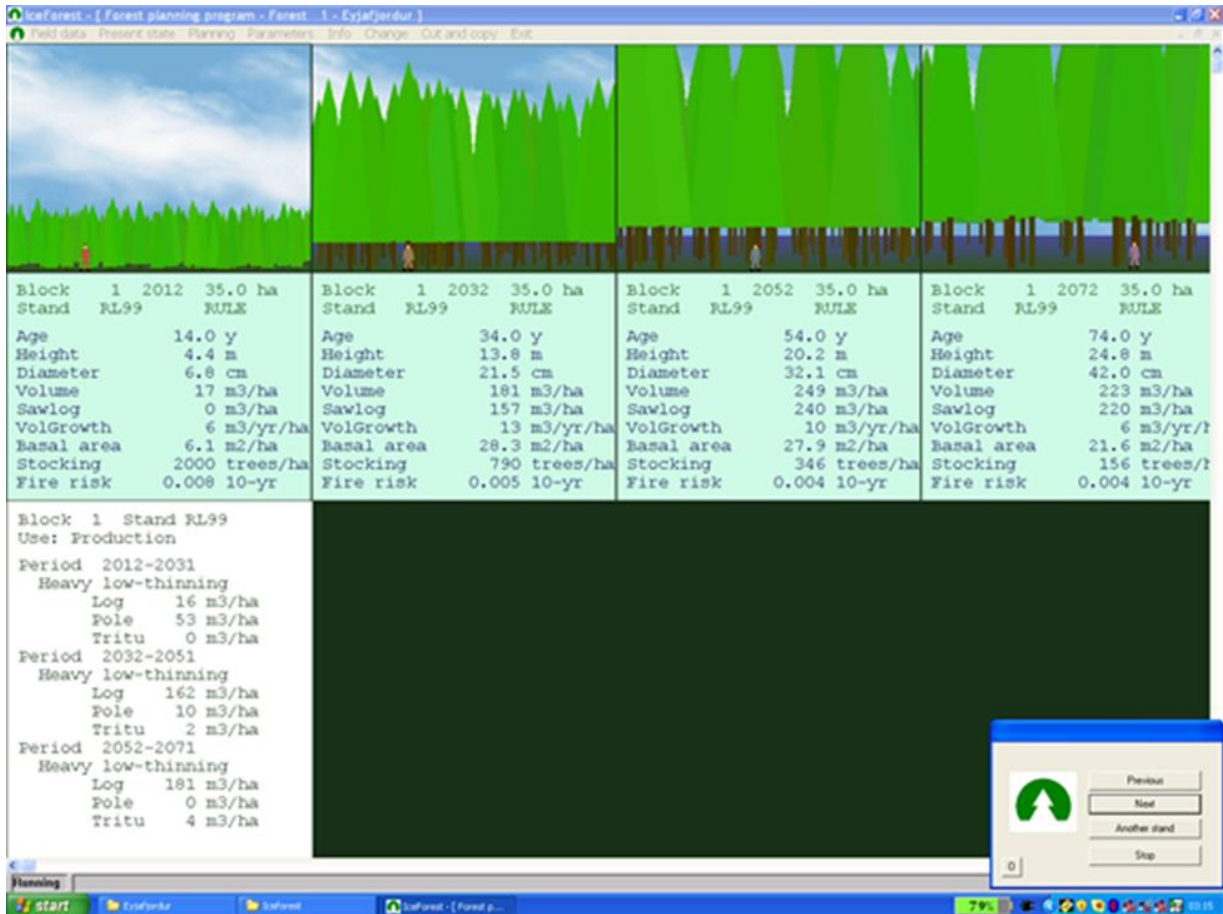 IceForest - [ Forest planning program - Forest 1 - Eyjafjordur ]
Field data Present state Planning Parameters Info Change Cut and copy Exit
Block 1 2012 35.0 ha
Stand RL99 RULE
Age 14.0 y
Height 4.4 m
Diameter 6.8 cm
Volume 17 m3/ha
Sawlog 0 m3/ha
VolGrowth 6 m3/yr/ha
Basal area 6.1 m2/ha
Stocking 2000 trees/ha
Fire risk 0.008 10-yr
Block 1 2032 35.0 ha
Stand RL99 RULE
Age 34.0 y
Height 13.8 m
Diameter 21.5 cm
Volume 181 m3/ha
Sawlog 157 m3/ha
VolGrowth 13 m3/yr/ha
Basal area 28.3 m2/ha
Stocking 790 trees/ha
Fire risk 0.005 10-yr
Block 1 2052 35.0 ha
Stand RL99 RULE
Age 54.0 y
Height 20.2 m
Diameter 32.1 cm
Volume 249 m3/ha
Sawlog 240 m3/ha
VolGrowth 10 m3/yr/ha
Basal area 27.9 m2/ha
Stocking 346 trees/ha
Fire risk 0.004 10-yr
Block 1 2072 35.0 ha
Stand RL99 RULE
Age 74.0 y
Height 24.8 m
Diameter 42.0 cm
Volume 223 m3/ha
Sawlog 220 m3/ha
VolGrowth 6 m3/yr/h
Basal area 21.6 m2/ha
Stocking 156 trees/h
Fire risk 0.004 10-yr
Block 1 Stand RL99
Use: Production
Period 2012-2031
Heavy low-thinning
Log 16 m3/ha
Pole 53 m3/ha
Tritu 0 m3/ha
Period 2032-2051
Heavy low-thinning
Log 162 m3/ha
Pole 10 m3/ha
Tritu 2 m3/ha
Period 2052-2071
Heavy low-thinning
Log 181 m3/ha
Pole 0 m3/ha
Tritu 4 m3/ha
Previous
Next
Another stand
Stop
0
Running
start
Eyjafjordur
IceForest
IceForest - [Forest p...
79%
03:15